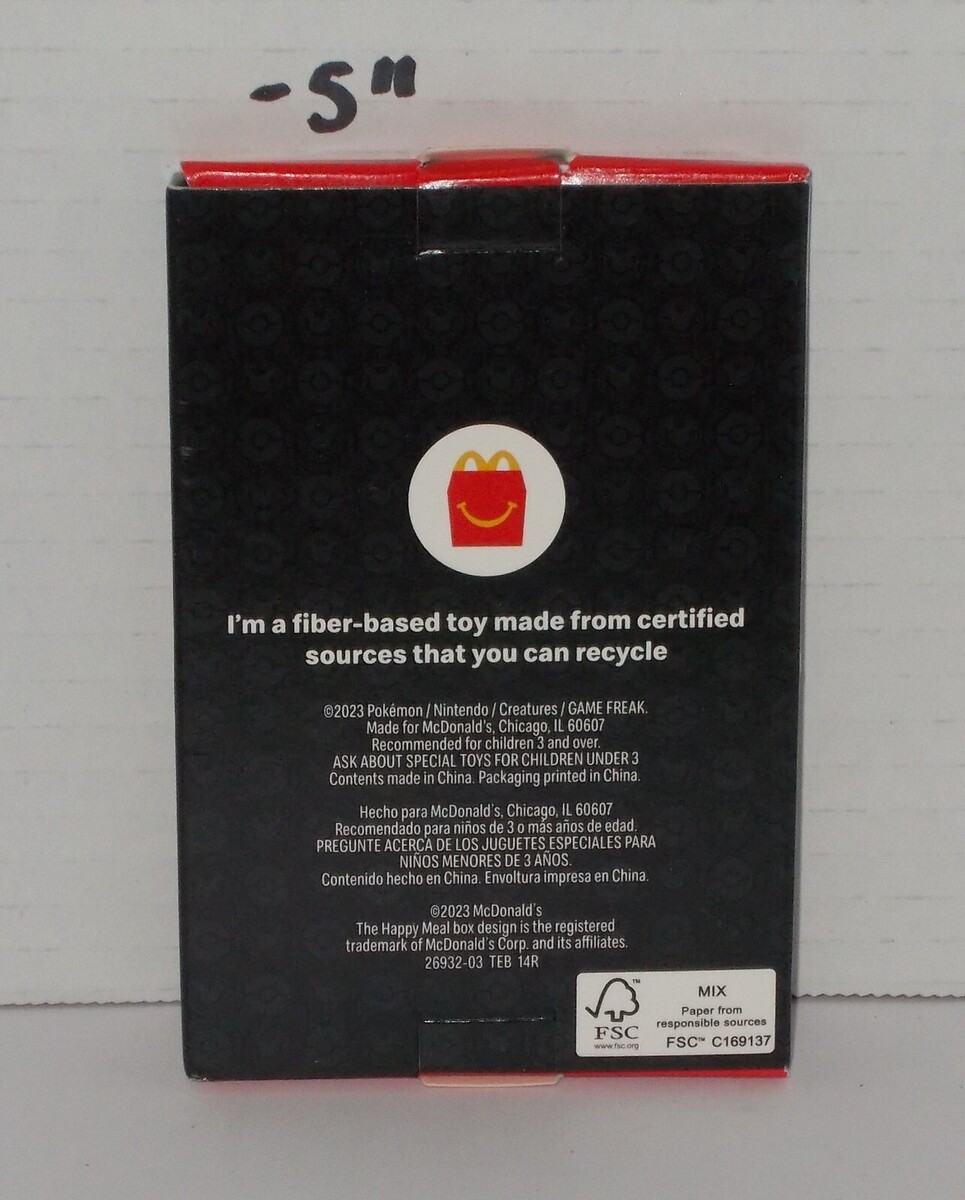 -5"
I'm a fiber-based toy made from certified
sources that you can recycle
©2023 Pokémon / Nintendo / Creatures / GAME FREAK.
Made for McDonald's, Chicago, IL 60607
Recommended for children 3 and over.
ASK ABOUT SPECIAL TOYS FOR CHILDREN UNDER 3
Contents made in China. Packaging printed in China.
Hecho para McDonald's, Chicago, IL 60607
Recomendado para niños de 3 o más años de edad.
PREGUNTE ACERCA DE LOS JUGUETES ESPECIALES PARA
NIÑOS MENORES DE 3 AÑOS.
Contenido hecho en China. Envoltura impresa en China.
©2023 McDonald's
The Happy Meal box design is the registered
trademark of McDonald's Corp. and its affiliates.
26932-03 TEB 14R
™
FSC
www.fsc.org
MIX
Paper from
responsible sources
FSC™ C169137